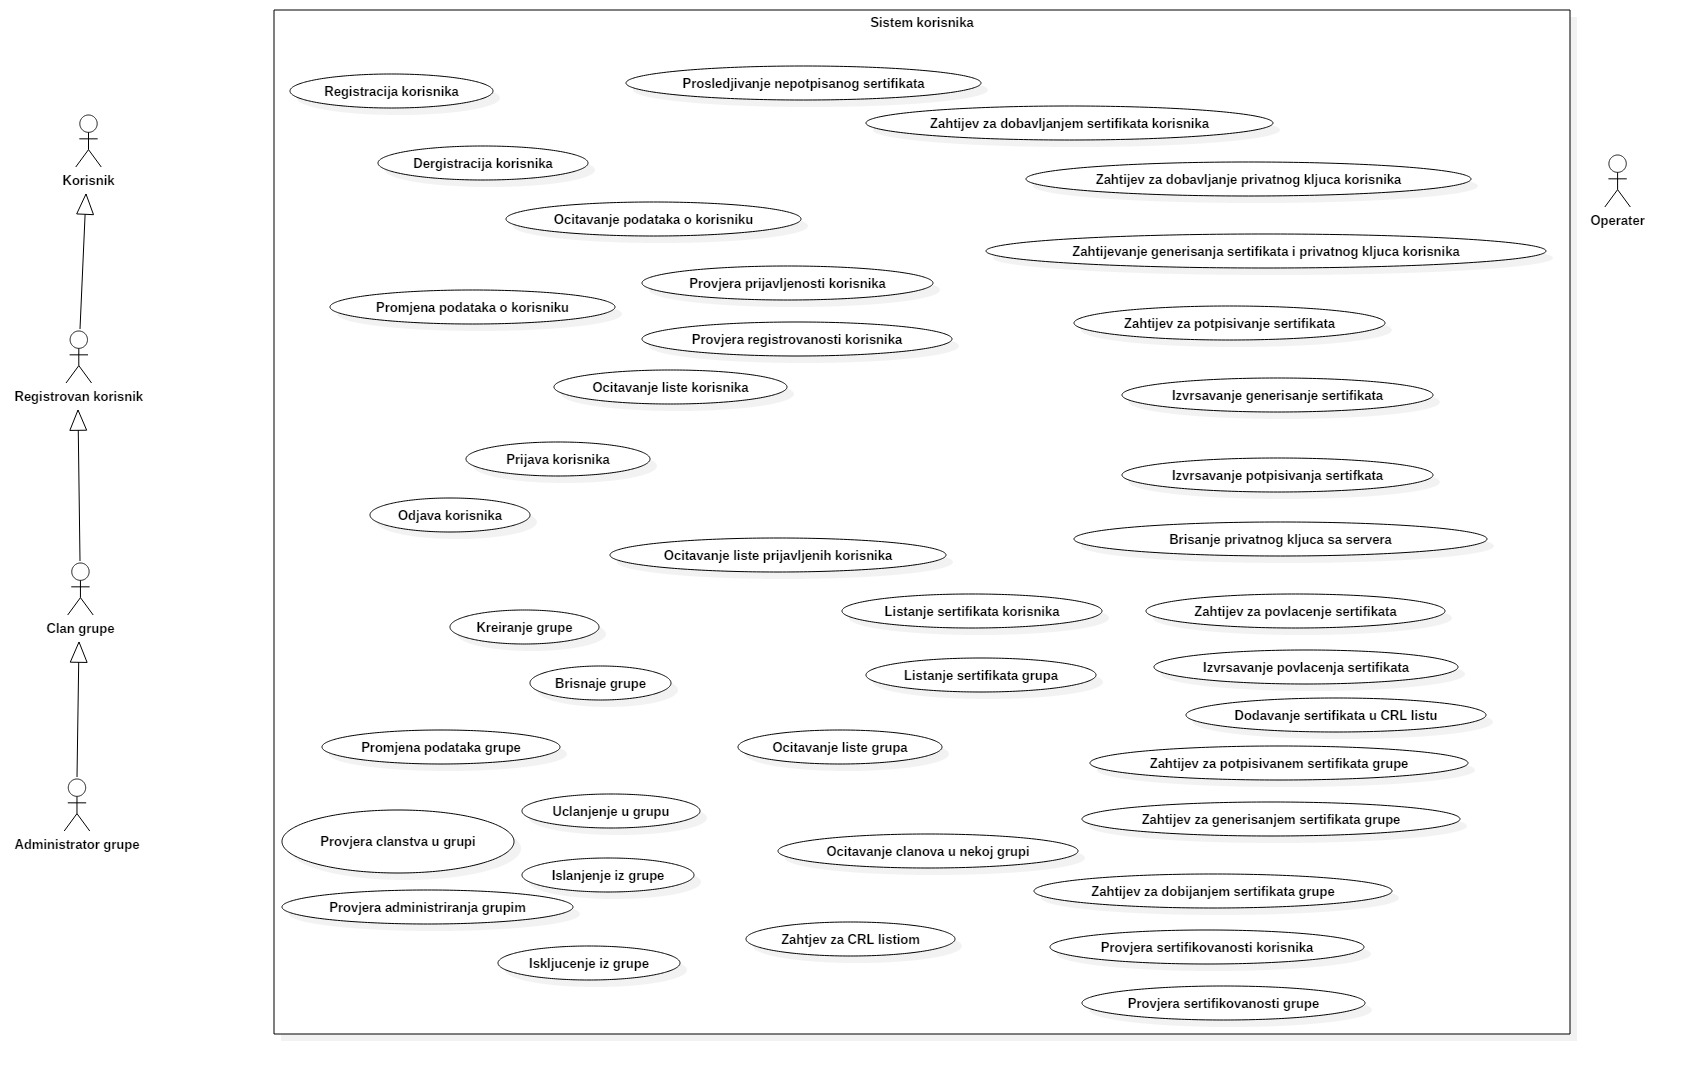 Sistem korisnika
Korisnik
Registrovan korisnik
Clan grupe
Administrator grupe
Operater
Registracija korisnika
Prosledjivanje nepotpisanog sertifikata
Zahtijev za dobavljanjem sertifikata korisnika
Dergistracija korisnika
Zahtijev za dobavljanje privatnog kljuca korisnika
Ocitavanje podataka o korisniku
Zahtijevanje generisanja sertifikata i privatnog kljuca korisnika
Provjera prijavljenosti korisnika
Promjena podataka o korisniku
Zahtijev za potpisivanje sertifikata
Provjera registrovanosti korisnika
Ocitavanje liste korisnika
Izvrsavanje generisanje sertifikata
Prijava korisnika
Izvrsavanje potpisivanja sertifkata
Odjava korisnika
Brisanje privatnog kljuca sa servera
Ocitavanje liste prijavljenih korisnika
Listanje sertifikata korisnika
Zahtijev za povlacenje sertifikata
Kreiranje grupe
Izvrsavanje povlacenja sertifikata
Listanje sertifikata grupa
Brisnaje grupe
Dodavanje sertifikata u CRL listu
Promjena podataka grupe
Ocitavanje liste grupa
Zahtijev za potpisivanem sertifikata grupe
Uclanjenje u grupu
Zahtijev za generisanjem sertifikata grupe
Provjera clanstva u grupi
Ocitavanje clanova u nekoj grupi
Islanjenje iz grupe
Zahtijev za dobijanjem sertifikata grupe
Provjera administriranja grupim
Zahtjev za CRL listiom
Provjera sertifikovanosti korisnika
Iskljucenje iz grupe
Provjera sertifikovanosti grupe